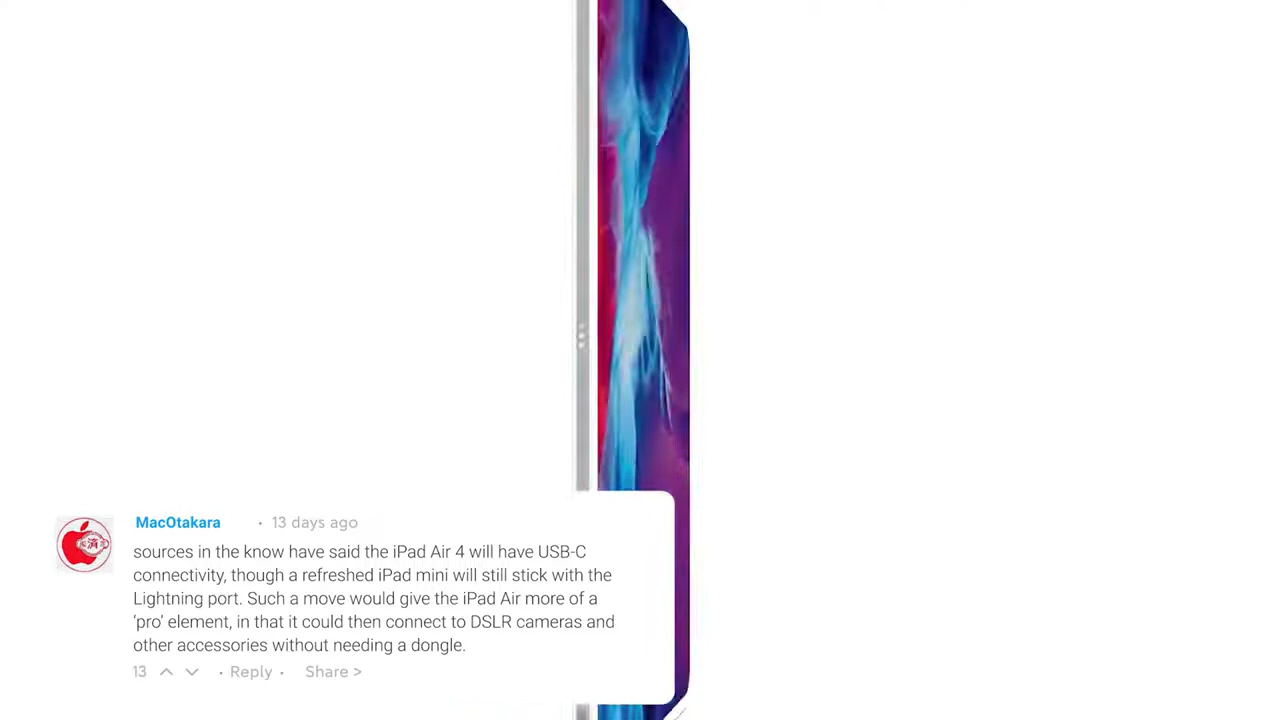 MacOtakara · 13 days ago
sources in the know have said the iPad Air 4 will have USB-C
connectivity, though a refreshed iPad mini will still stick with the
Lightning port. Such a move would give the iPad Air more of a
‘pro’ element, in that it could then connect to DSLR cameras and
other accessories without needing a dongle.
13 · Reply · Share >